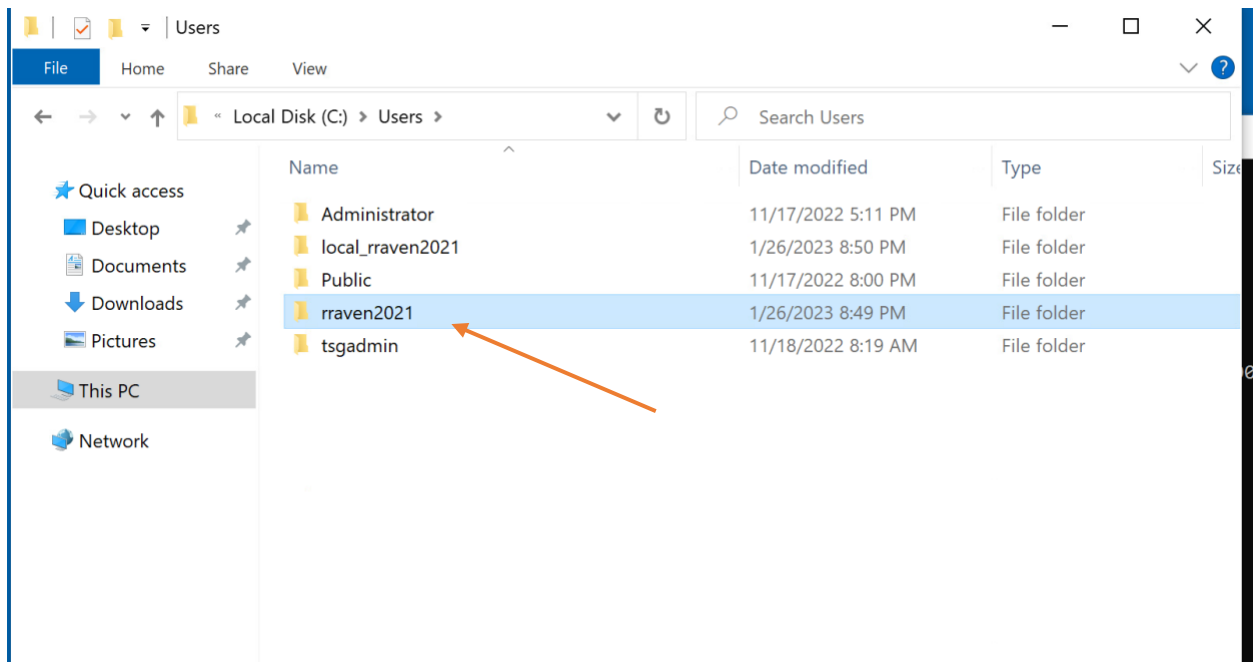 Users
File Home Share View ?
« Local Disk (C:) > Users > Search Users
Name Date modified Type Size
Quick access
Desktop
Documents
Downloads
Pictures
This PC
Network
Administrator 11/17/2022 5:11 PM File folder
local_rraven2021 1/26/2023 8:50 PM File folder
Public 11/17/2022 8:00 PM File folder
rraven2021 1/26/2023 8:49 PM File folder
tsgadmin 11/18/2022 8:19 AM File folder